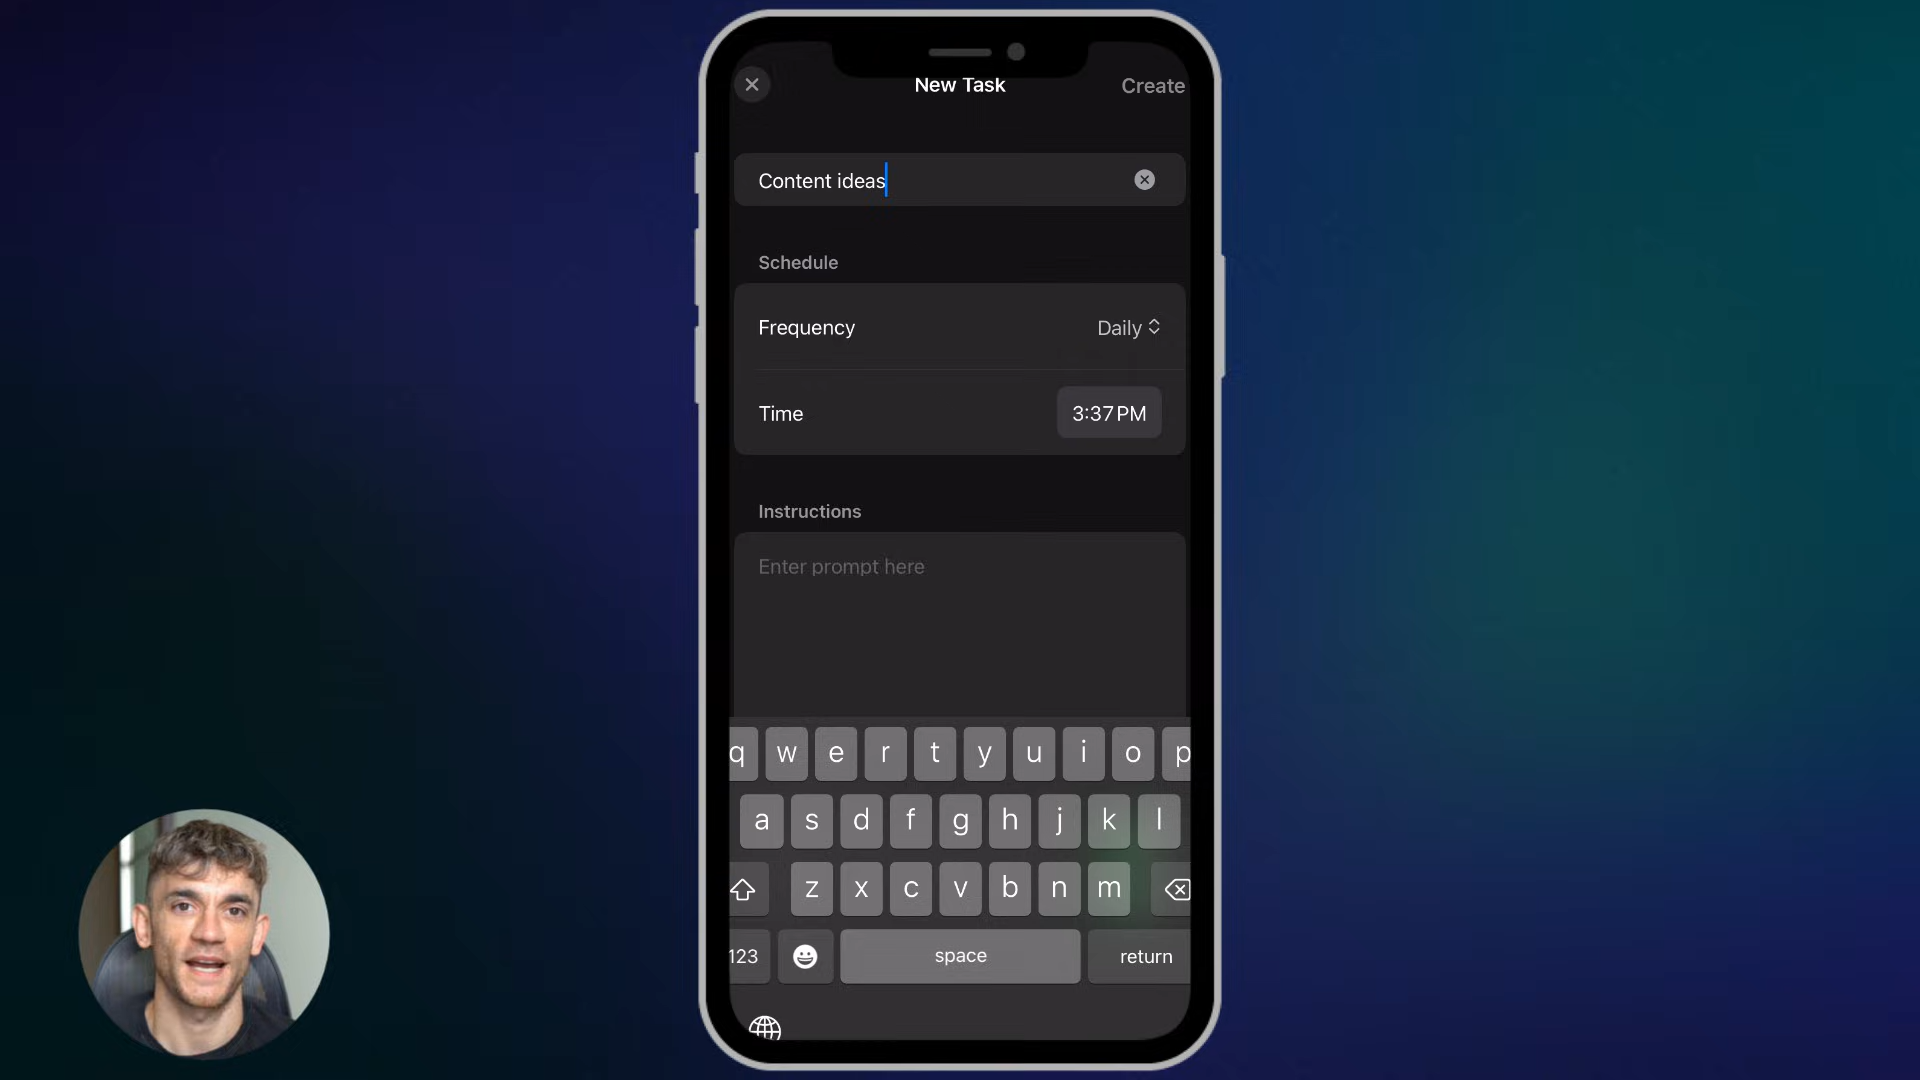 New Task
Create
Content ideas
Schedule
Frequency
Daily
Time
3:37 PM
Instructions
Enter prompt here
q w e r t y u i o p
a s d f g h j k l
z x c v b n m
123 space return